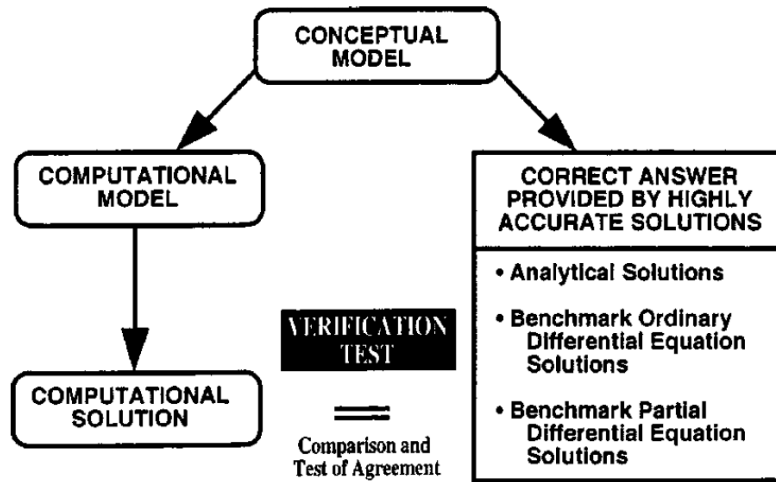 CONCEPTUAL
MODEL
COMPUTATIONAL
MODEL
COMPUTATIONAL
SOLUTION
VERIFICATION
TEST
Comparison and
Test of Agreement
CORRECT ANSWER
PROVIDED BY HIGHLY
ACCURATE SOLUTIONS
• Analytical Solutions
• Benchmark Ordinary
Differential Equation
Solutions
• Benchmark Partial
Differential Equation
Solutions